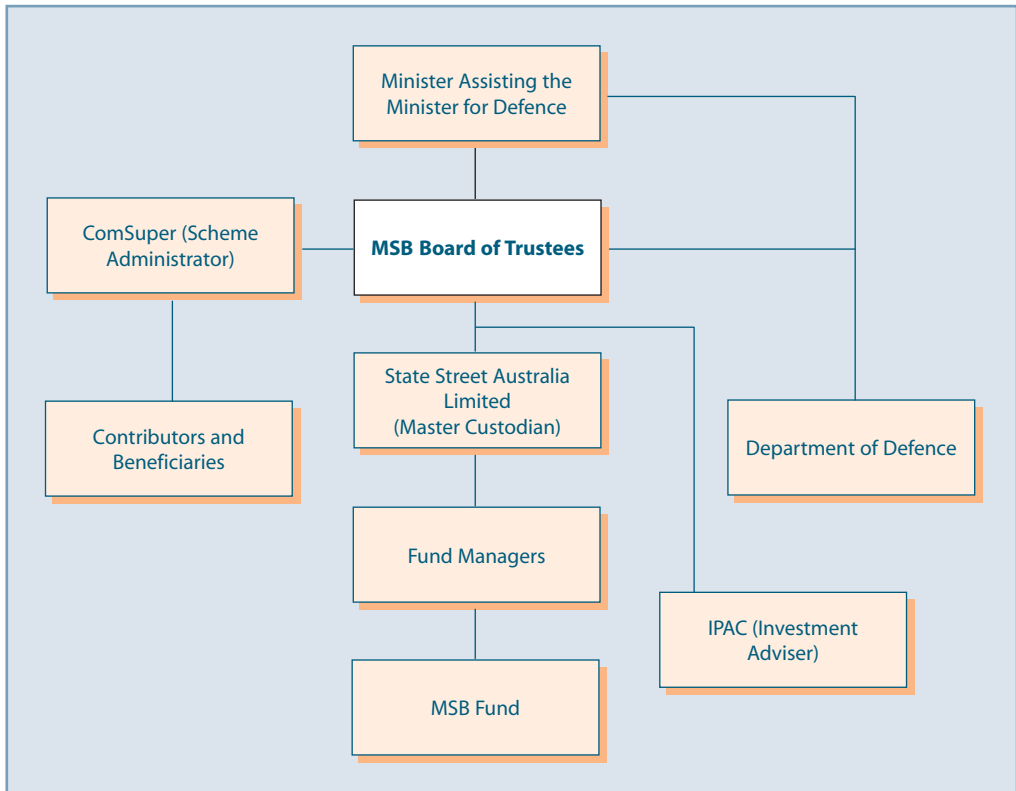 Minister Assisting the
Minister for Defence
ComSuper (Scheme
Administrator)
MSB Board of Trustees
State Street Australia
Limited
(Master Custodian)
Contributors and
Beneficiaries
Department of Defence
Fund Managers
IPAC (Investment
Adviser)
MSB Fund